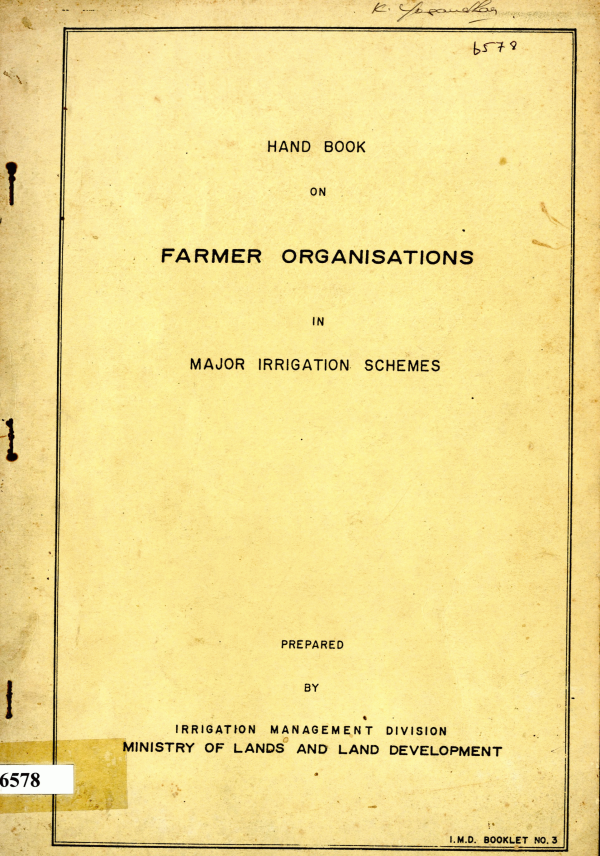 K.
6578
HAND BOOK
ON
FARMER ORGANISATIONS
IN
MAJOR IRRIGATION SCHEMES
PREPARED
BY
IRRIGATION MANAGEMENT DIVISION
MINISTRY OF LANDS AND LAND DEVELOPMENT
6578
I.M.D. BOOKLET NO. 3